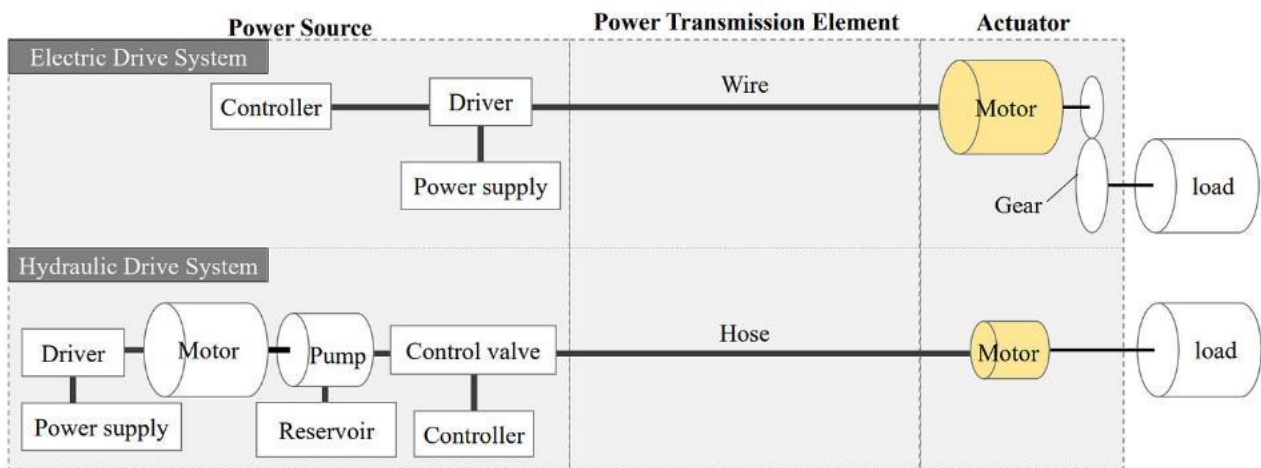 Power Source
Power Transmission Element
Actuator
Electric Drive System
Controller
Driver
Power supply
Wire
Motor
Gear
load
Hydraulic Drive System
Driver
Power supply
Motor
Pump
Reservoir
Control valve
Controller
Hose
Motor
load